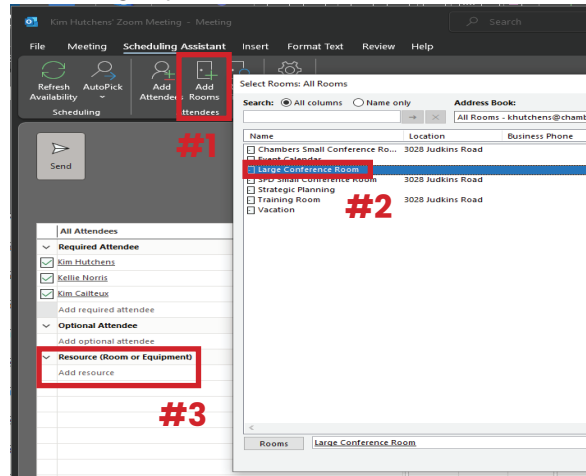 Kim Hutchens' Zoom Meeting - Meeting
Search
File Meeting Scheduling Assistant Insert Format Text Review Help
Refresh Availability
AutoPick
Add Attendees
Add Rooms
Scheduling
Attendees
#1
Send
Select Rooms: All Rooms
Search: All columns Name only Address Book:
All Rooms - khutchens@chamb
Name Location Business Phone
Chambers Small Conference Ro... 3028 Judkins Road
Event Calendar
Large Conference Room
SPD Small Conference Room 3028 Judkins Road
Strategic Planning
Training Room 3028 Judkins Road
Vacation
#2
All Attendees
Required Attendee
Kim Hutchens
Kellie Norris
Kim Cailteux
Add required attendee
Optional Attendee
Add optional attendee
Resource (Room or Equipment)
Add resource
#3
Rooms Large Conference Room